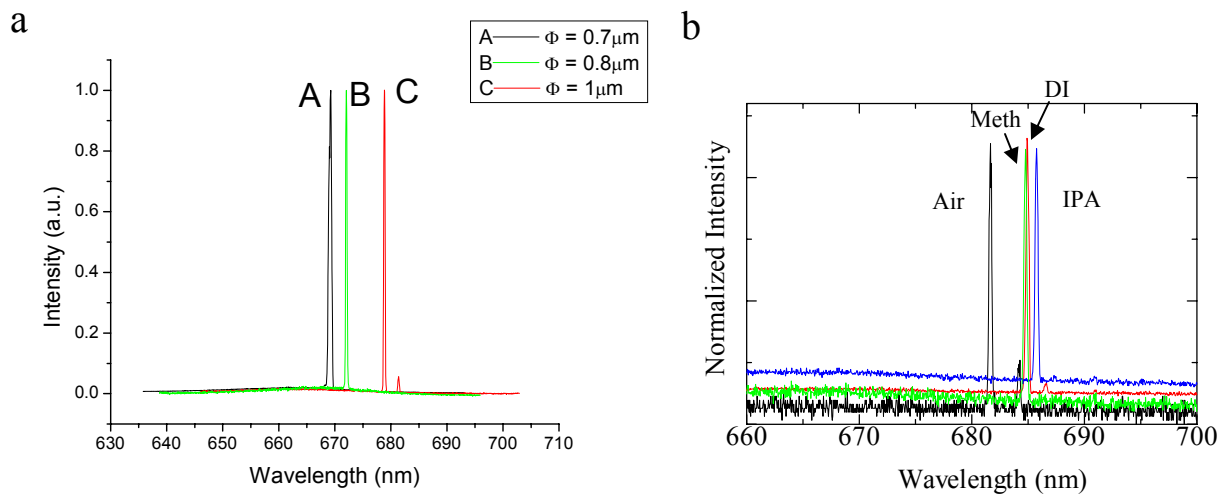 a
A Φ = 0.7μm
B Φ = 0.8μm
C Φ = 1μm
A B C
1.0
0.8
0.6
0.4
0.2
0.0
Intensity (a.u.)
630 640 650 660 670 680 690 700 710
Wavelength (nm)
b
DI
Meth
Air
IPA
Normalized Intensity
660 670 680 690 700
Wavelength (nm)